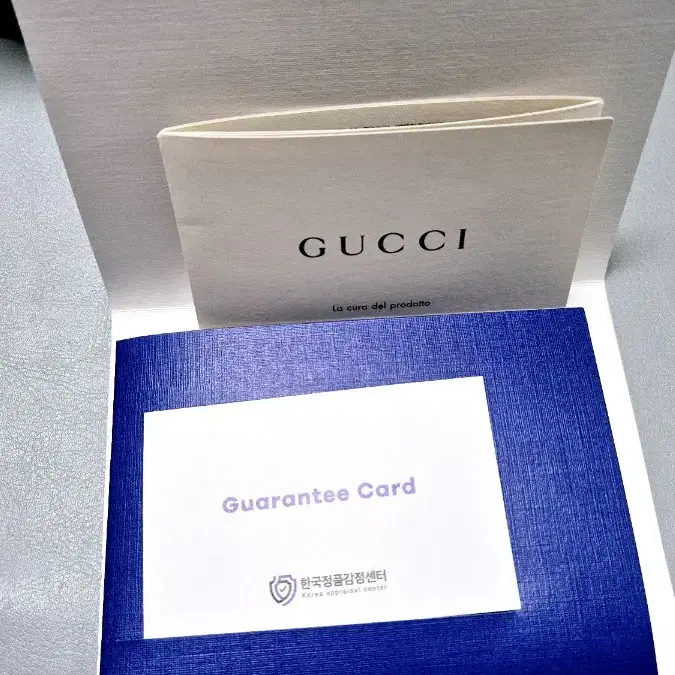 GUCCI
La cura del prodotto
Guarantee Card
한국정품감정센터
Korea appraisal center